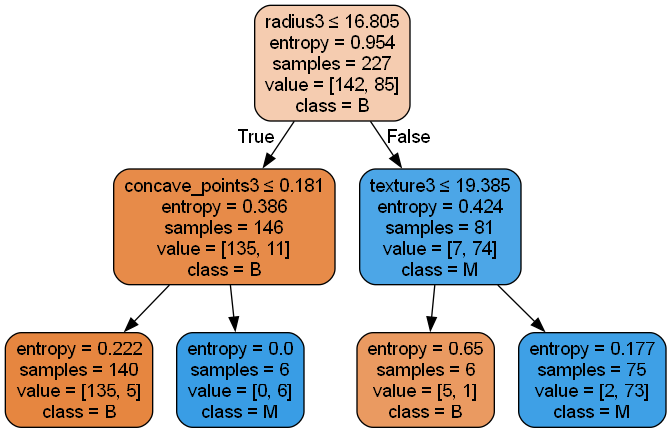 radius3 ≤ 16.805
entropy = 0.954
samples = 227
value = [142, 85]
class = B
True
False
concave_points3 ≤ 0.181
entropy = 0.386
samples = 146
value = [135, 11]
class = B
texture3 ≤ 19.385
entropy = 0.424
samples = 81
value = [7, 74]
class = M
entropy = 0.222
samples = 140
value = [135, 5]
class = B
entropy = 0.0
samples = 6
value = [0, 6]
class = M
entropy = 0.65
samples = 6
value = [5, 1]
class = B
entropy = 0.177
samples = 75
value = [2, 73]
class = M